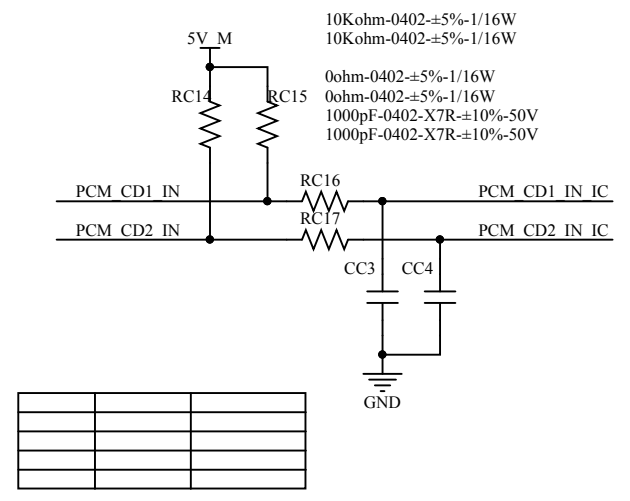 10Kohm-0402-±5%-1/16W
10Kohm-0402-±5%-1/16W
5V_M
0ohm-0402-±5%-1/16W
RC14 RC15 0ohm-0402-±5%-1/16W
1000pF-0402-X7R-±10%-50V
1000pF-0402-X7R-±10%-50V
PCM_CD1_IN RC16 PCM_CD1_IN_IC
PCM_CD2_IN RC17 PCM_CD2_IN_IC
CC3 CC4
GND